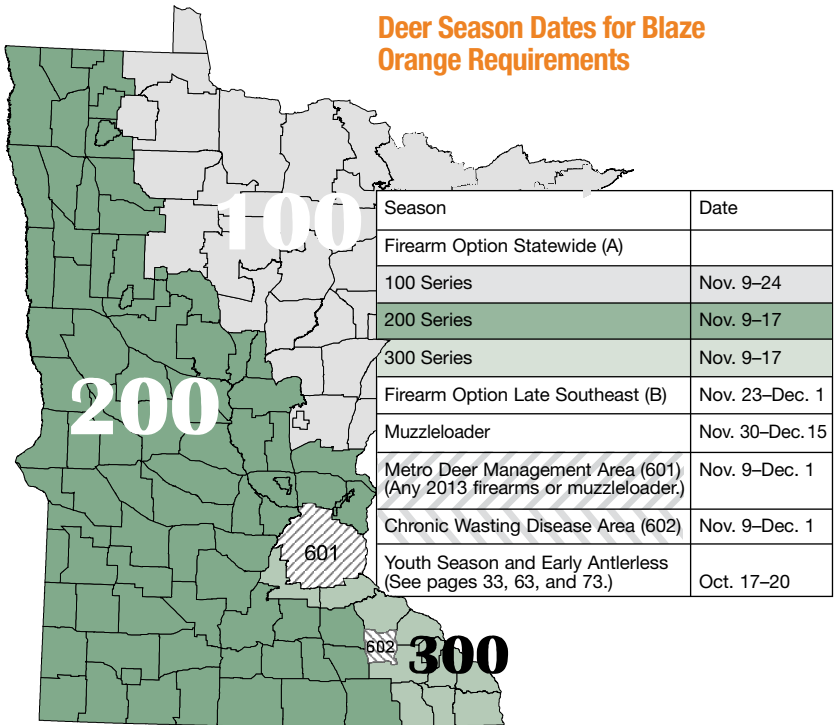 Deer Season Dates for Blaze
Orange Requirements
100
200
601
602
300
Season Date
Firearm Option Statewide (A)
100 Series Nov. 9–24
200 Series Nov. 9–17
300 Series Nov. 9–17
Firearm Option Late Southeast (B) Nov. 23–Dec. 1
Muzzleloader Nov. 30–Dec.15
Metro Deer Management Area (601) Nov. 9–Dec. 1
(Any 2013 firearms or muzzleloader.)
Chronic Wasting Disease Area (602) Nov. 9–Dec. 1
Youth Season and Early Antlerless
(See pages 33, 63, and 73.) Oct. 17–20